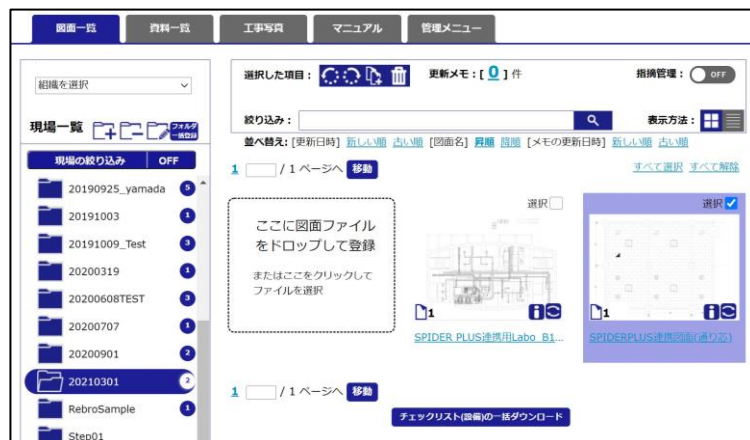 図面一覧 資料一覧 工事写真 マニュアル 管理メニュー
組織を選択
現場一覧 フォルダ一括登録
現場の絞り込み OFF
20190925_yamada 5
20191003 1
20191009_Test 3
20200319 1
20200608TEST 3
20200707 1
20200901 2
20210301 2
RebroSample 1
Step01
選択した項目： 更新メモ：[ 0 ] 件 指摘管理： OFF
絞り込み： 表示方法：
並べ替え: [更新日時] 新しい順 古い順 [図面名] 昇順 降順 [メモの更新日時] 新しい順 古い順
1 / 1 ページへ 移動 すべて選択 すべて解除
ここに図面ファイル
をドロップして登録
またはここをクリックして
ファイルを選択
選択
1
SPIDER PLUS連携用Labo_B1...
選択
1
SPIDERPLUS連携図面(通り芯)
1 / 1 ページへ 移動
チェックリスト(設備)の一括ダウンロード